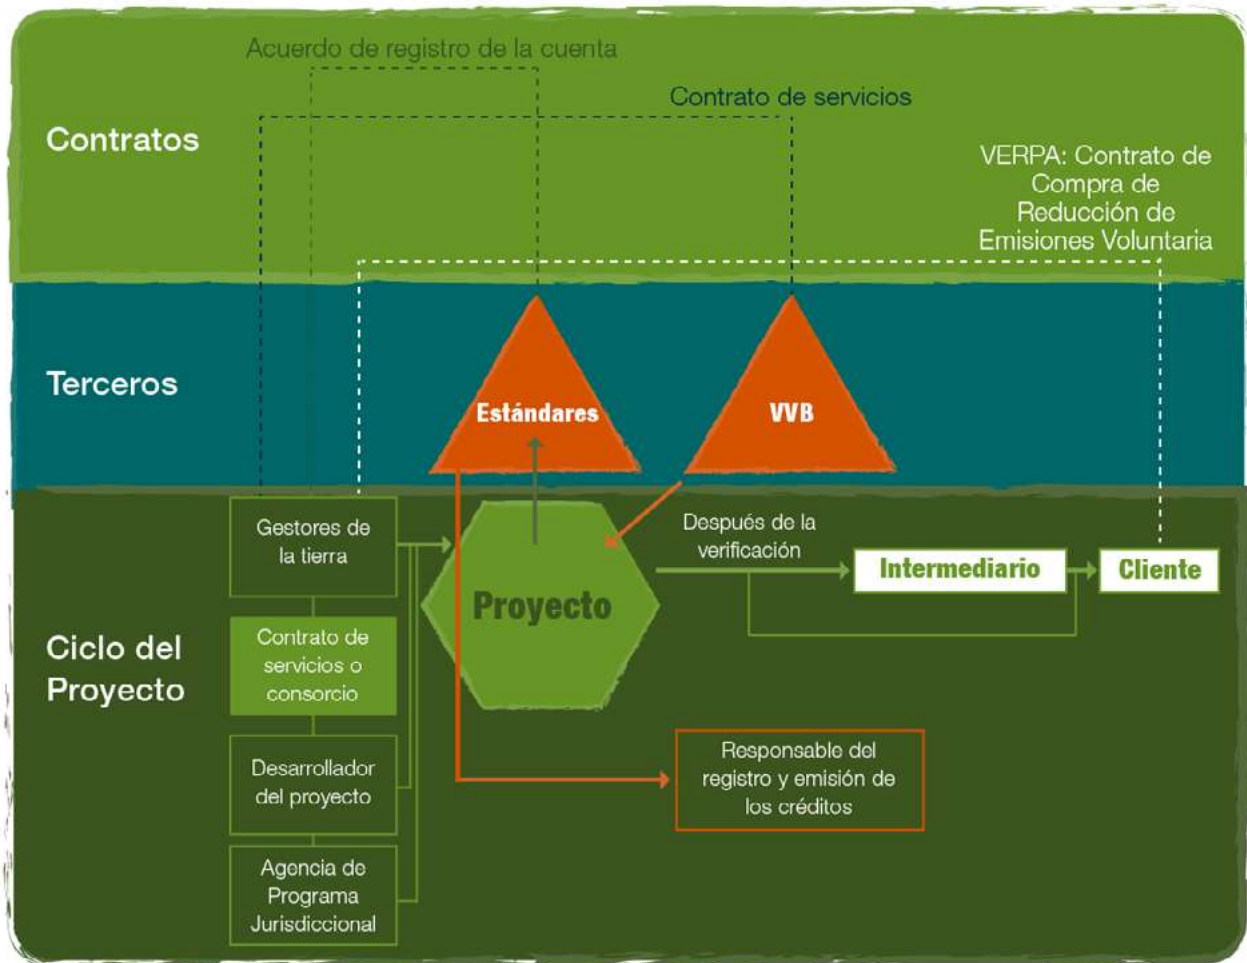 Acuerdo de registro de la cuenta
Contrato de servicios
Contratos
VERPA: Contrato de
Compra de
Reducción de
Emisiones Voluntaria
Terceros
Estándares
VVB
Gestores de
la tierra
Después de la
verificación
Intermediario
Cliente
Proyecto
Ciclo del
Proyecto
Contrato de
servicios o
consorcio
Desarrollador
del proyecto
Responsable del
registro y emisión de
los créditos
Agencia de
Programa
Jurisdiccional